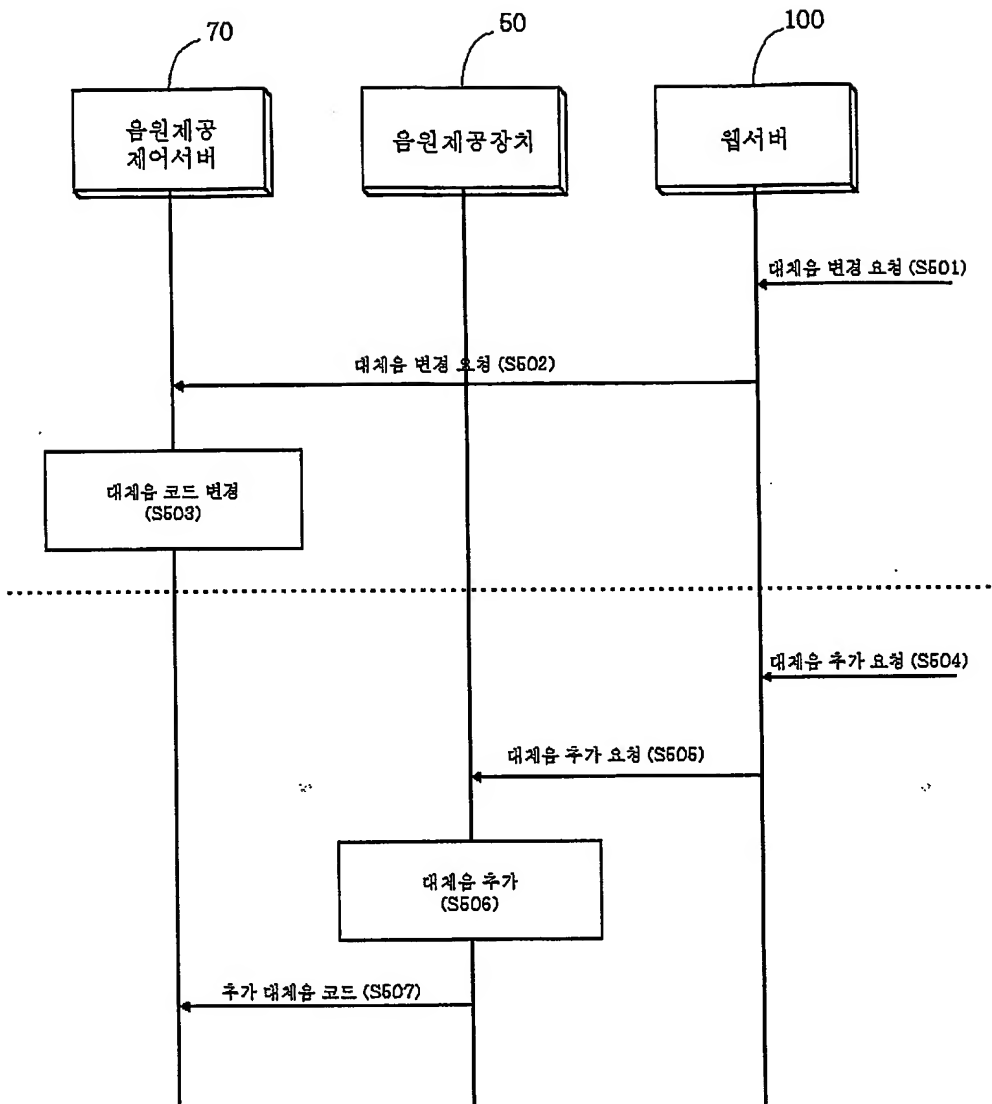 70
50
100
음원제공
제어서버
음원제공장치
웹서버
대체음 변경 요청 (S501)
대체음 변경 요청 (S502)
대체음 코드 변경
(S503)
대체음 추가 요청 (S504)
대체음 추가 요청 (S505)
대체음 추가
(S506)
추가 대체음 코드 (S507)